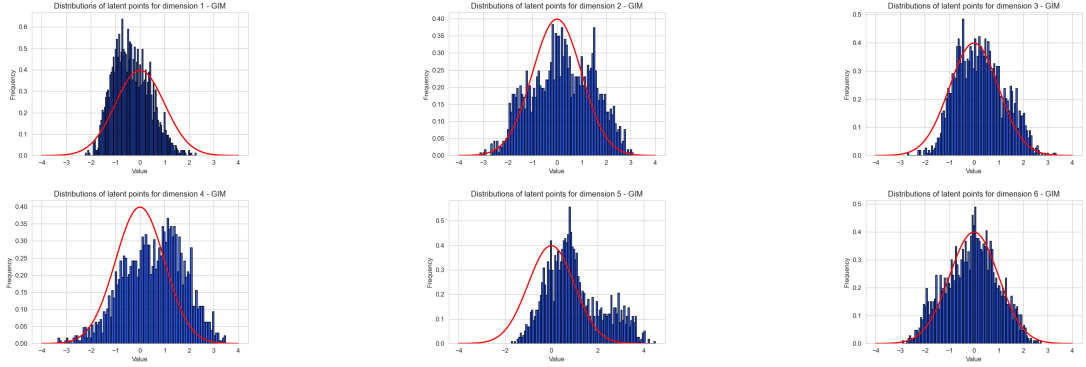 Distributions of latent points for dimension 1 - GIM
Frequency
0.6
0.5
0.4
0.3
0.2
0.1
0.0
−4 −3 −2 −1 0 1 2 3 4
Value
Distributions of latent points for dimension 2 - GIM
Frequency
0.40
0.35
0.30
0.25
0.20
0.15
0.10
0.05
0.00
−4 −3 −2 −1 0 1 2 3 4
Value
Distributions of latent points for dimension 3 - GIM
Frequency
0.5
0.4
0.3
0.2
0.1
0.0
−4 −3 −2 −1 0 1 2 3 4
Value
Distributions of latent points for dimension 4 - GIM
Frequency
0.40
0.35
0.30
0.25
0.20
0.15
0.10
0.05
0.00
−4 −3 −2 −1 0 1 2 3 4
Value
Distributions of latent points for dimension 5 - GIM
Frequency
0.5
0.4
0.3
0.2
0.1
0.0
−4 −2 0 2 4
Value
Distributions of latent points for dimension 6 - GIM
Frequency
0.5
0.4
0.3
0.2
0.1
0.0
−4 −3 −2 −1 0 1 2 3 4
Value